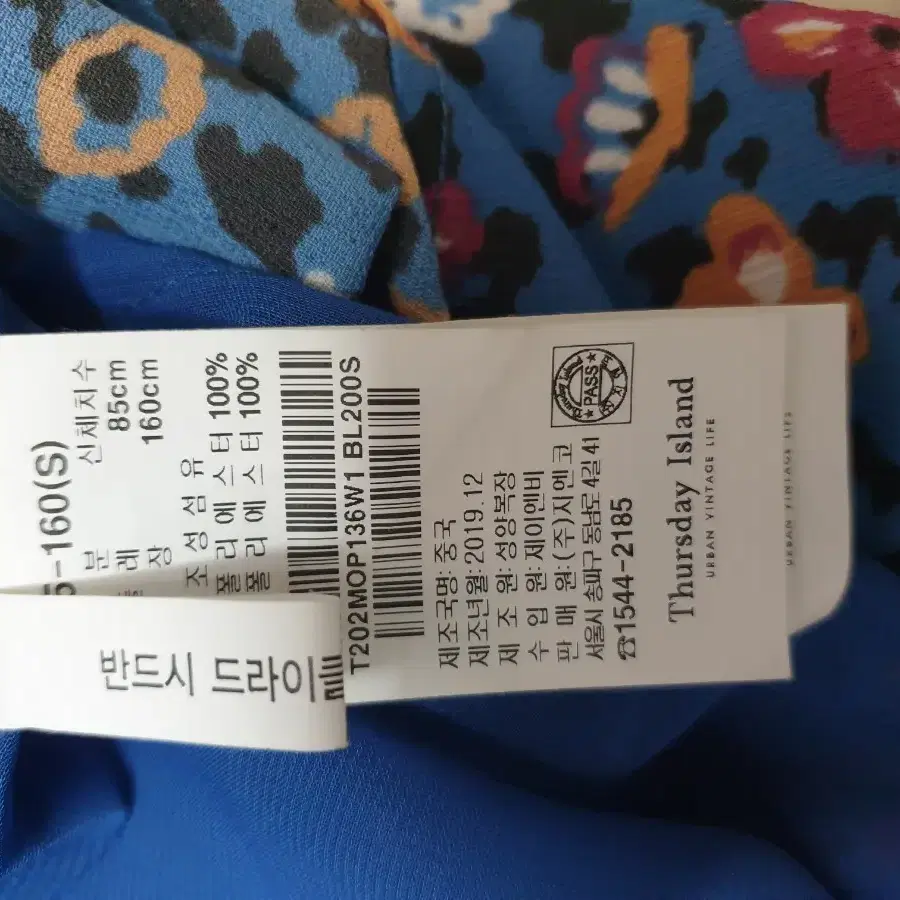 5-160(S)
신체치수
85cm
160cm
조성섬유
폴리에스터 100%
폴리에스터 100%
T202MOP136W1 BL200S
제조국명:중국
제조년월:2019.12
제 조 원:성양복장
수 입 원:제이엔비
판 매 원:(주)지엔코
서울시 송파구 동남로4길 41
☎1544-2185
PASS
Thursday Island
URBAN VINTAGE LIFE
URBAN VINTAGE LIFE
반드시 드라이